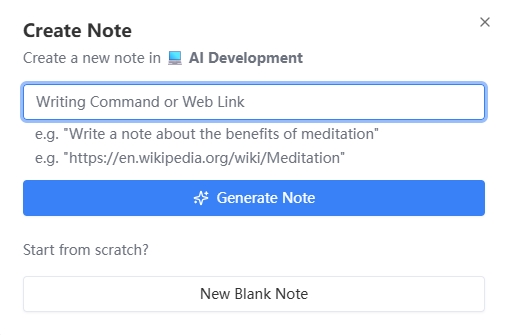 Create Note
Create a new note in 💻 AI Development
Writing Command or Web Link
e.g. "Write a note about the benefits of meditation"
e.g. "https://en.wikipedia.org/wiki/Meditation"
Generate Note
Start from scratch?
New Blank Note